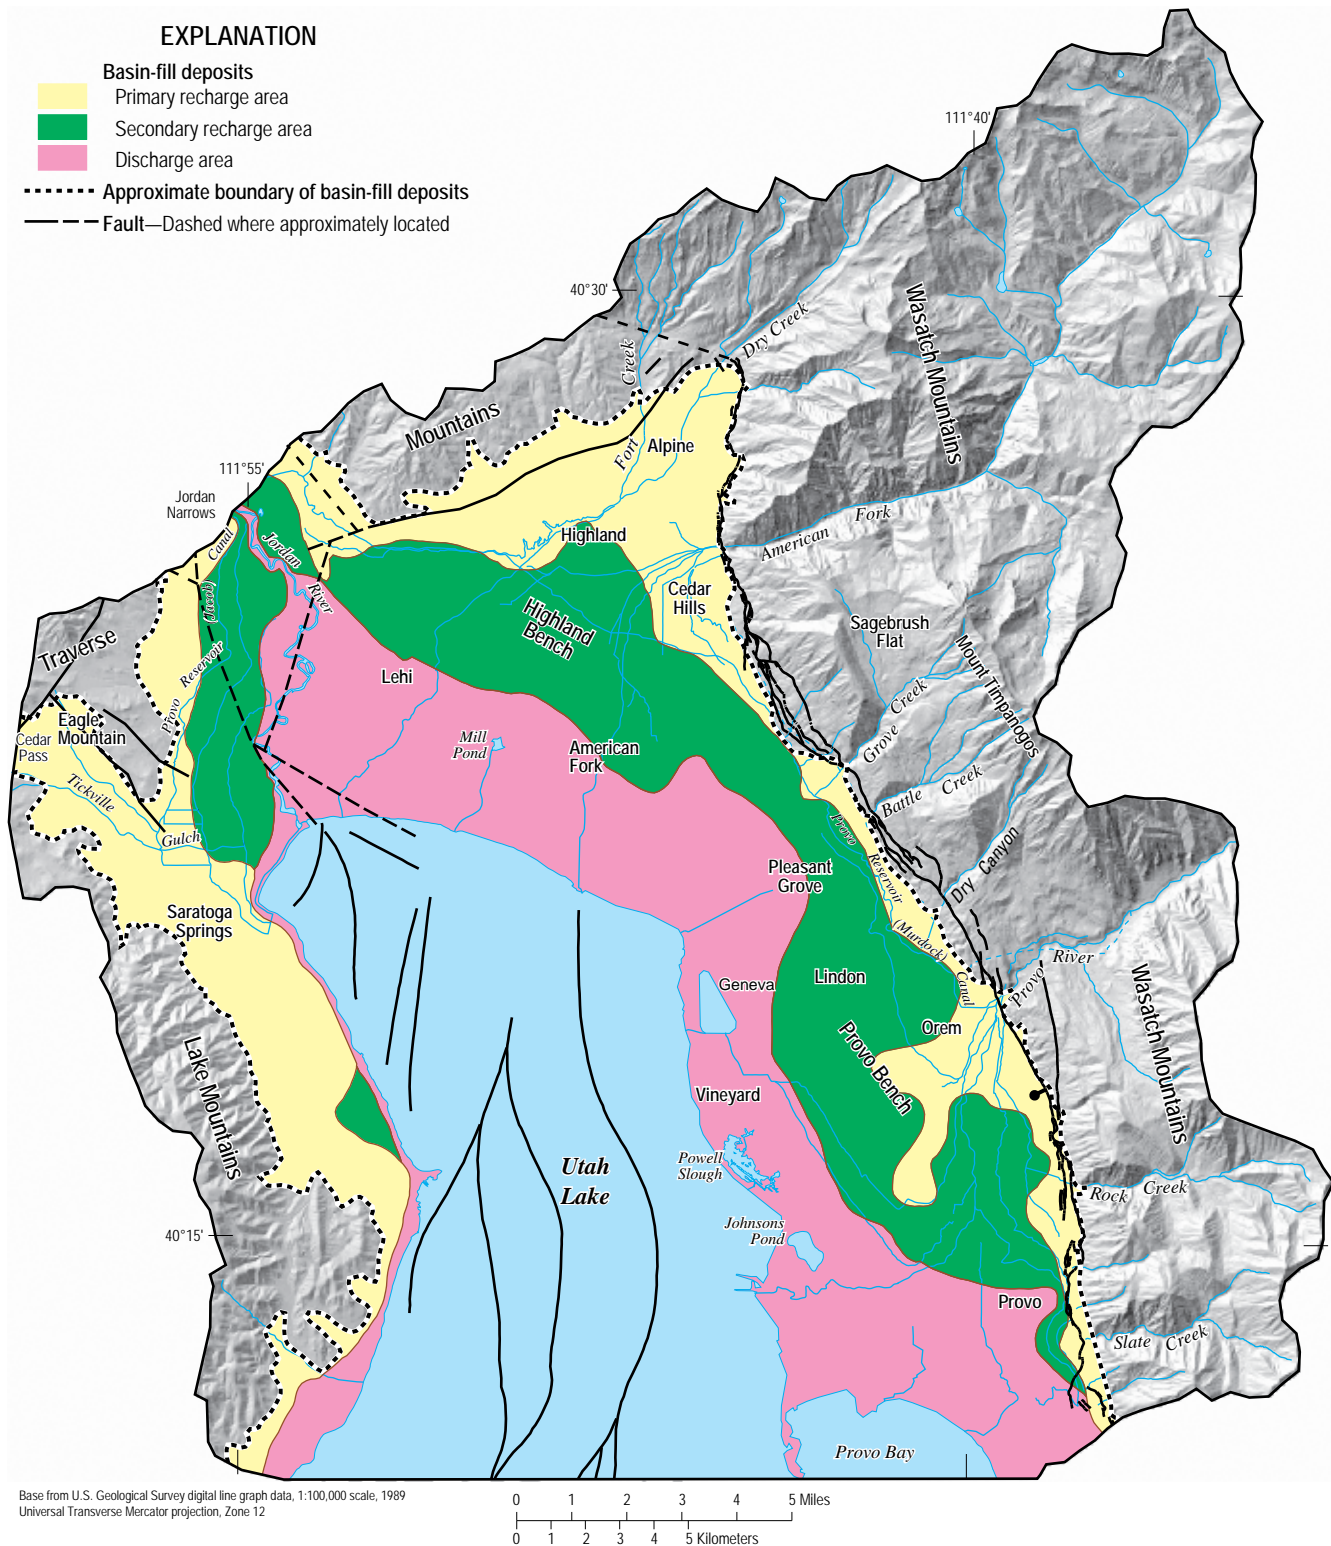 EXPLANATION
Basin-fill deposits
Primary recharge area
Secondary recharge area
Discharge area
Approximate boundary of basin-fill deposits
Fault—Dashed where approximately located
111°40'
40°30'
Dry Creek
Creek
Fort
Wasatch Mountains
Mountains
Alpine
111°55'
Jordan
Narrows
American Fork
Highland
Canal
Jordan
River
(Jacob)
Cedar
Hills
Highland
Bench
Sagebrush
Flat
Mount Timpanogos
Traverse
Reservoir
Provo
Lehi
Grove Creek
Eagle
Mountain
Cedar
Pass
Mill
Pond
American
Fork
Battle Creek
Tickville
Gulch
Provo
Reservoir
(Murdock)
Canal
Dry Canyon
Pleasant
Grove
Saratoga
Springs
Provo River
Geneva
Lindon
Orem
Wasatch Mountains
Provo Bench
Lake Mountains
Vineyard
Utah
Lake
Powell
Slough
Rock Creek
40°15'
Johnsons
Pond
Provo
Slate Creek
Provo Bay
Base from U.S. Geological Survey digital line graph data, 1:100,000 scale, 1989
Universal Transverse Mercator projection, Zone 12
0 1 2 3 4 5 Miles
0 1 2 3 4 5 Kilometers